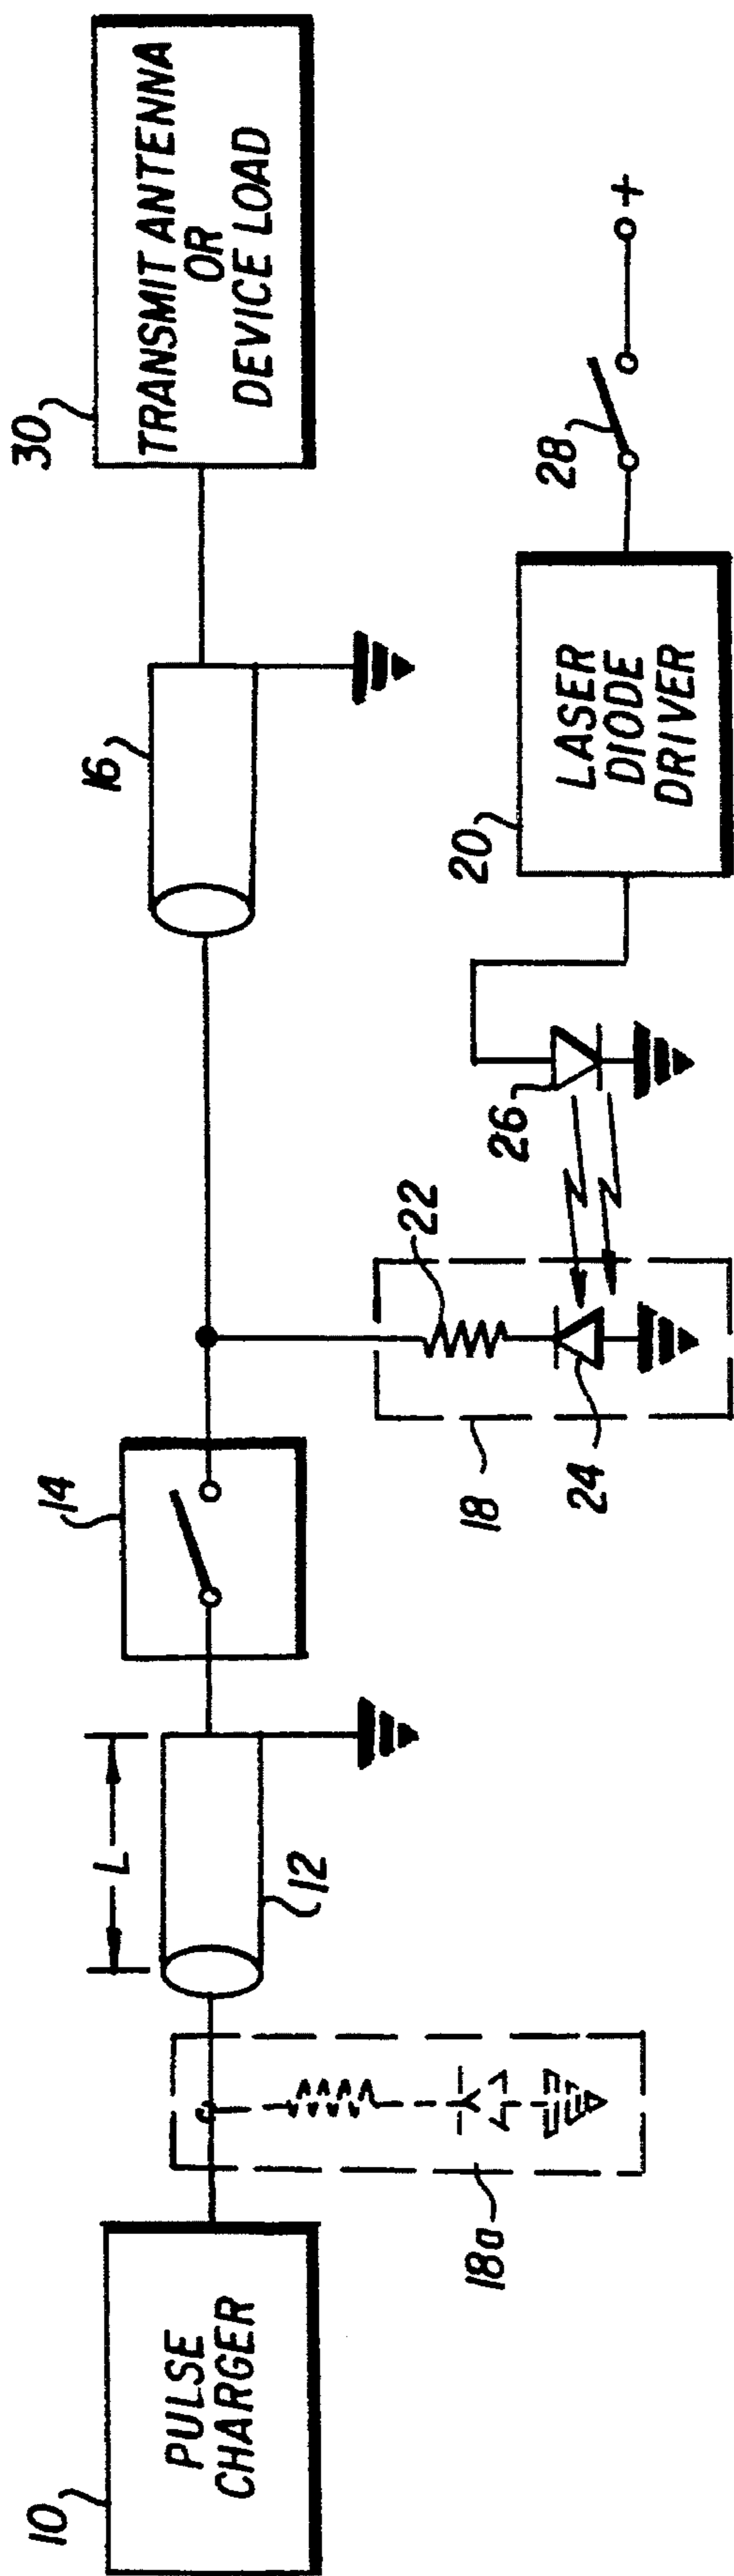 10
PULSE
CHARGER
18a
L
12
14
18
22
24
16
26
20
LASER
DIODE
DRIVER
28
+
30
TRANSMIT ANTENNA
OR
DEVICE LOAD